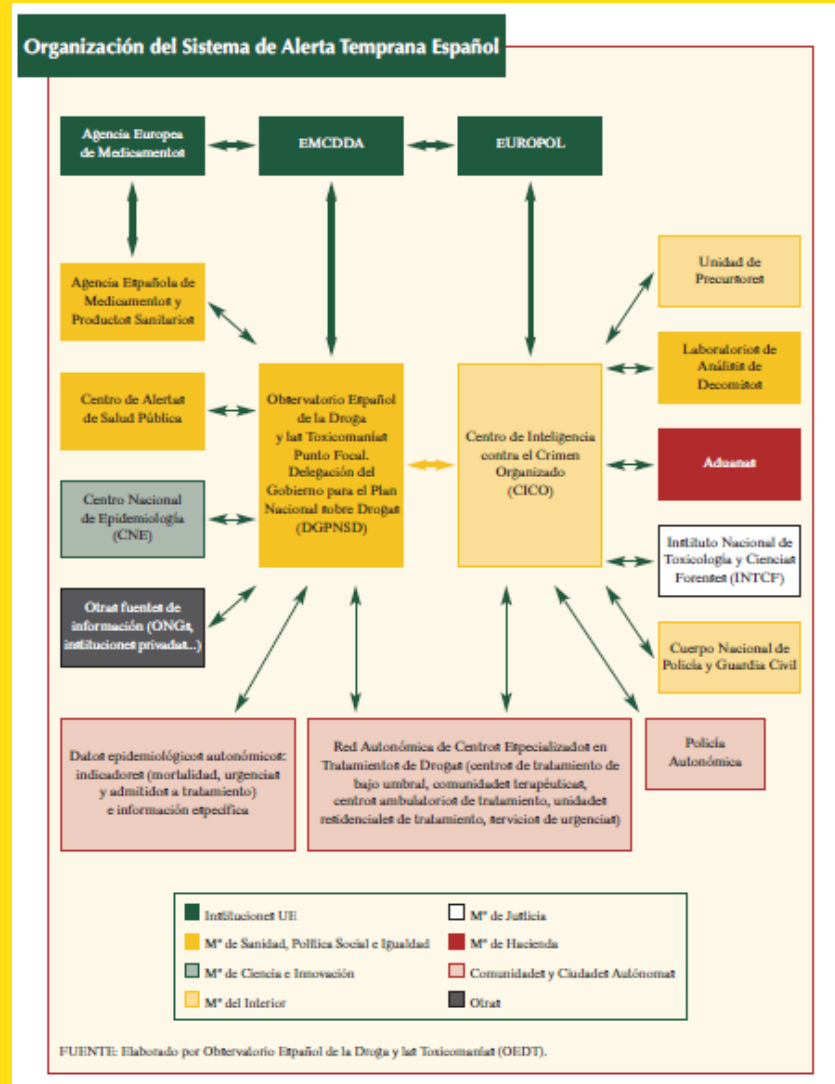 Organización del Sistema de Alerta Temprana Español
Agencia Europea
de Medicamentos
EMCDDA
EUROPOL
Agencia Española de
Medicamentos y
Productos Sanitarios
Unidad de
Precursores
Centro de Alertas
de Salud Pública
Observatorio Español
de la Droga
y las Toxicomanías
Punto Focal.
Delegación del
Gobierno para el Plan
Nacional sobre Drogas
(DGPNSD)
Centro de Inteligencia
contra el Crimen
Organizado
(CICO)
Laboratorios de
Análisis de
Decomisos
Centro Nacional
de Epidemiología
(CNE)
Aduanas
Otras fuentes de
información (ONGs,
instituciones privadas...)
Instituto Nacional de
Toxicología y Ciencias
Forenses (INTCF)
Cuerpo Nacional de
Policía y Guardia Civil
Datos epidemiológicos autonómicos:
indicadores (mortalidad, urgencias
y admitidos a tratamiento)
e información específica
Red Autonómica de Centros Especializados en
Tratamientos de Drogas (centros de tratamiento de
bajo umbral, comunidades terapéuticas,
centros ambulatorios de tratamiento, unidades
residenciales de tratamiento, servicios de urgencias)
Policía
Autonómica
Instituciones UE
Mº de Sanidad, Política Social e Igualdad
Mº de Ciencia e Innovación
Mº del Interior
Mº de Justicia
Mº de Hacienda
Comunidades y Ciudades Autónomas
Otras
FUENTE: Elaborado por Observatorio Español de la Droga y las Toxicomanías (OEDT).